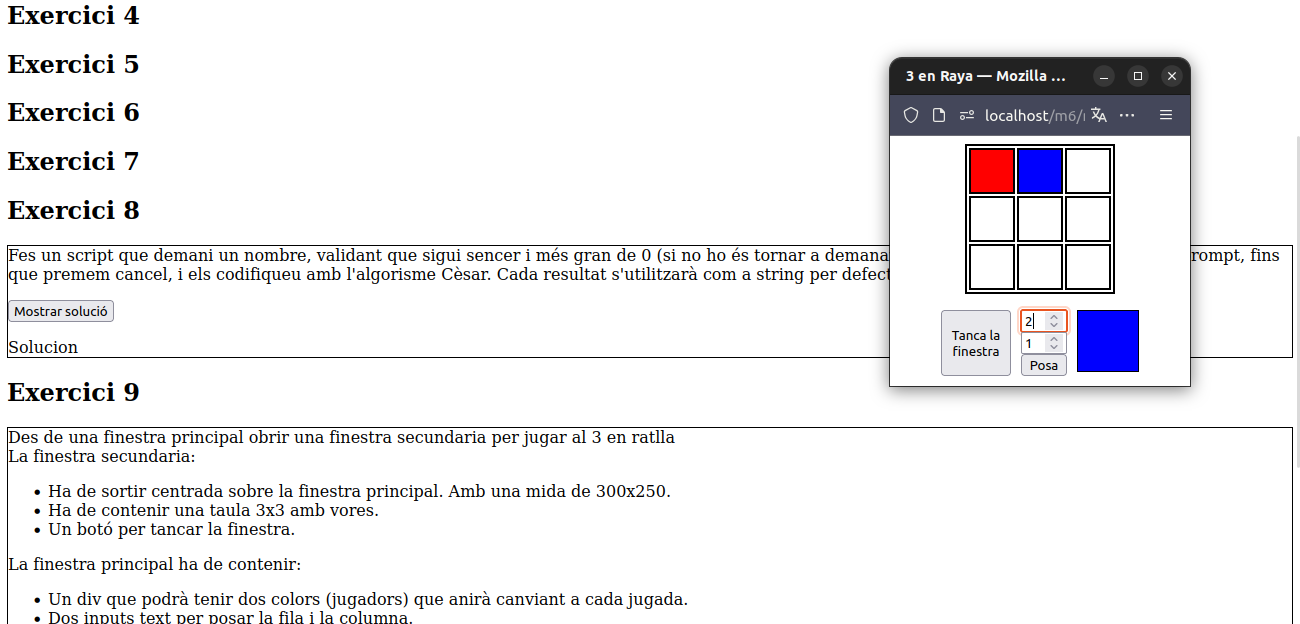 Exercici 4
Exercici 5
Exercici 6
Exercici 7
Exercici 8
Fes un script que demani un nombre, validant que sigui sencer i més gran de 0 (si no ho és tornar a demana
rompt, fins
que premem cancel, i els codifiqueu amb l'algorisme Cèsar. Cada resultat s'utilitzarà com a string per defect
Mostrar solució
Solucion
Exercici 9
Des de una finestra principal obrir una finestra secundaria per jugar al 3 en ratlla
La finestra secundaria:
• Ha de sortir centrada sobre la finestra principal. Amb una mida de 300x250.
• Ha de contenir una taula 3x3 amb vores.
• Un botó per tancar la finestra.
La finestra principal ha de contenir:
• Un div que podrà tenir dos colors (jugadors) que anirà canviant a cada jugada.
• Dos inputs text per posar la fila i la columna.
3 en Raya — Mozilla ...
localhost/m6/
Tanca la
finestra
2
1
Posa